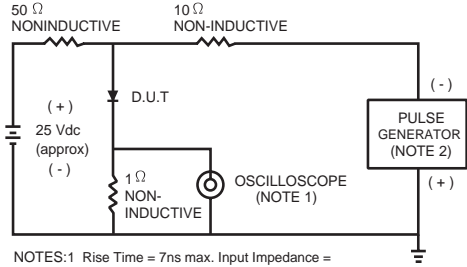 50 Ω
NONINDUCTIVE
10 Ω
NON-INDUCTIVE
D.U.T
( + )
25 Vdc
(approx)
( - )
1 Ω
NON-
INDUCTIVE
OSCILLOSCOPE
(NOTE 1)
( - )
PULSE
GENERATOR
(NOTE 2)
( + )
NOTES:1 Rise Time = 7ns max. Input Impedance =